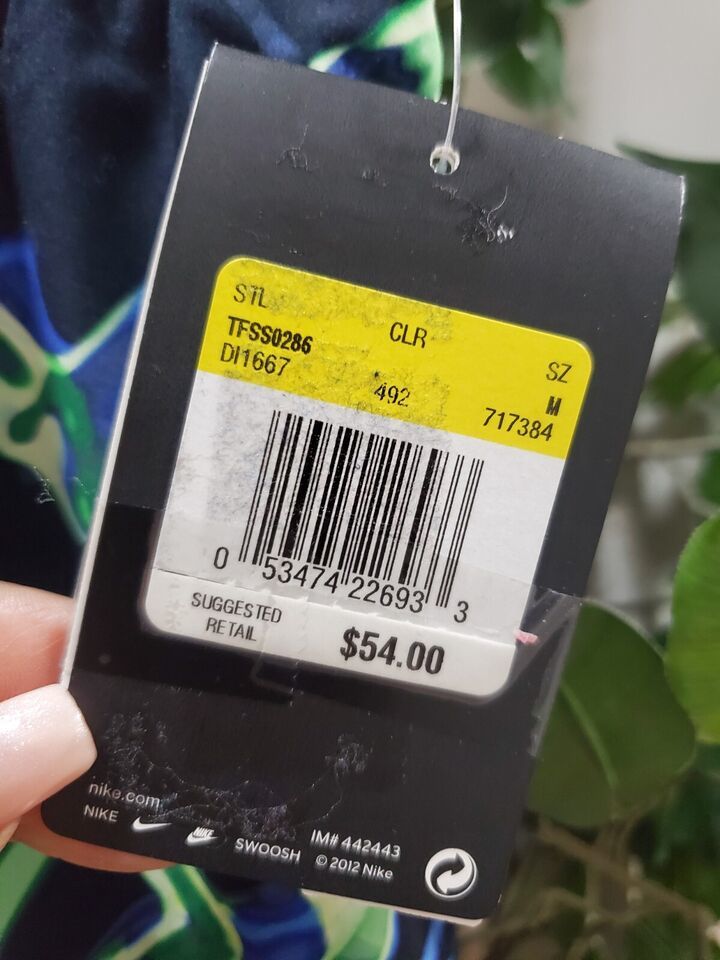 STL CLR SZ
TFSS0286
DI1667 492 M
717384
0 53474 22693 3
SUGGESTED
RETAIL $54.00
nike.com
NIKE NIKE SWOOSH IM# 442443
© 2012 Nike